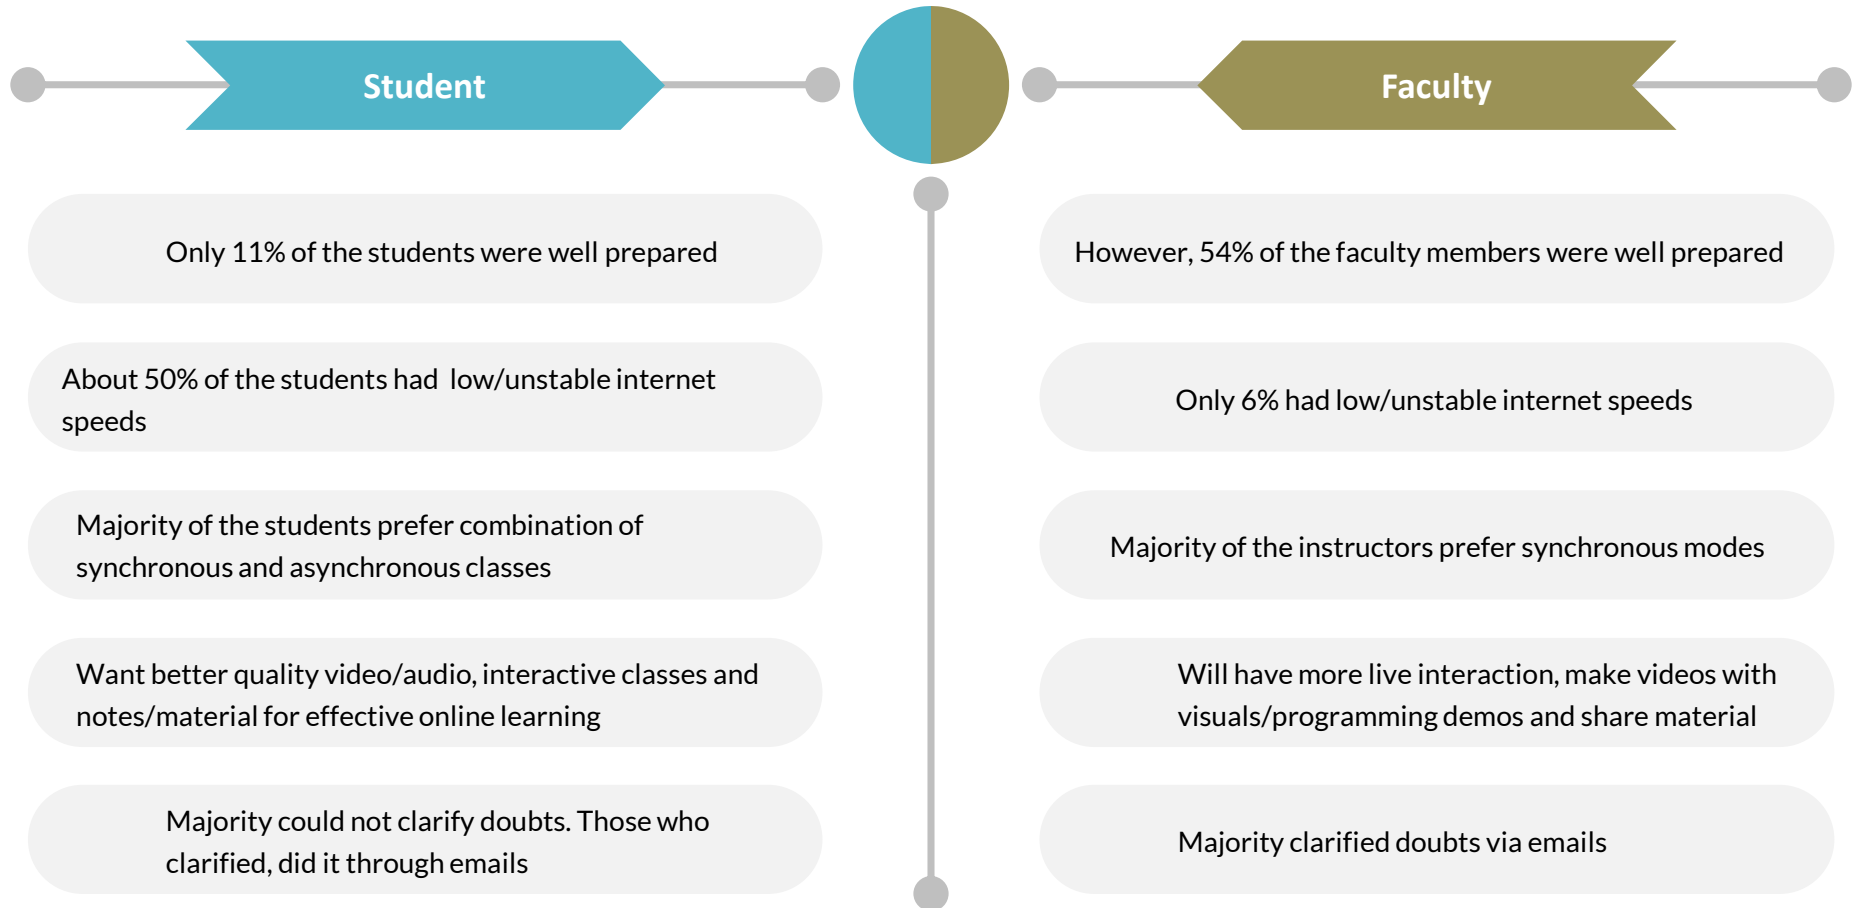 Student
Faculty
Only 11% of the students were well prepared
However, 54% of the faculty members were well prepared
About 50% of the students had  low/unstable internet
speeds
Only 6% had low/unstable internet speeds
Majority of the students prefer combination of
synchronous and asynchronous classes
Majority of the instructors prefer synchronous modes
Want better quality video/audio, interactive classes and
notes/material for effective online learning
Will have more live interaction, make videos with
visuals/programming demos and share material
Majority could not clarify doubts. Those who
clarified, did it through emails
Majority clarified doubts via emails